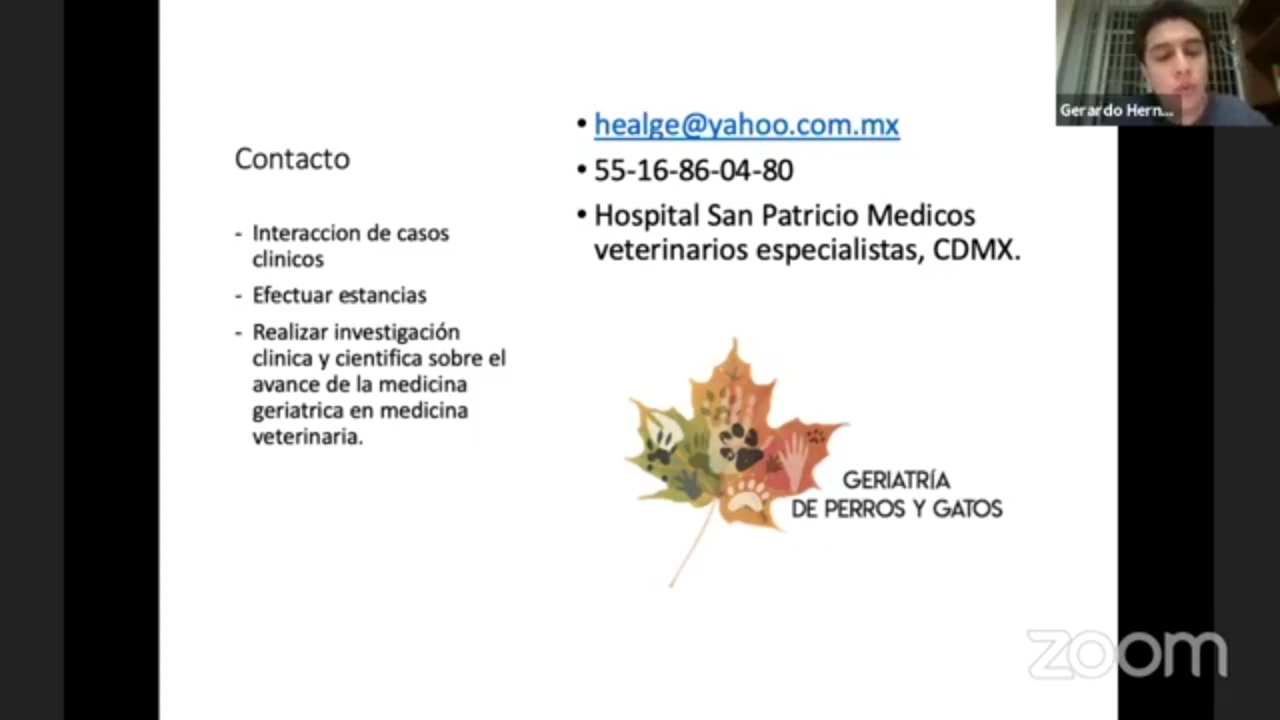 Gerardo Hern...
Contacto
- Interaccion de casos
clinicos
- Efectuar estancias
- Realizar investigación
clinica y cientifica sobre el
avance de la medicina
geriatrica en medicina
veterinaria.
• healge@yahoo.com.mx
• 55-16-86-04-80
• Hospital San Patricio Medicos
veterinarios especialistas, CDMX.
GERIATRÍA
DE PERROS Y GATOS
zoom